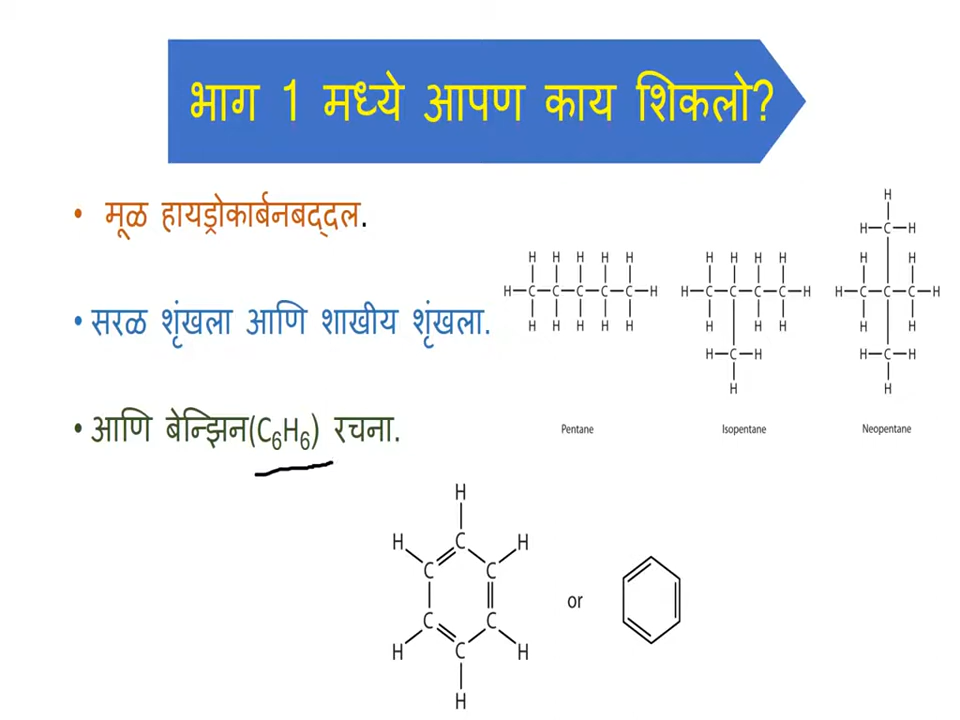 भाग 1 मध्ये आपण काय शिकलो?
• मूळ हायड्रोकार्बनबद्दल.
• सरळ शृंखला आणि शाखीय शृंखला.
• आणि बेन्झिन(C₆H₆) रचना.
H
H—C—H
H H H H H
H—C—C—C—C—C—H
H H H H H
H H H H
H—C—C—C—C—H
H H H
H—C—H
H
H H
H—C—C—C—H
H H
H—C—H
H
Pentane
Isopentane
Neopentane
H
H C H
C C
or
C C
H C H
H